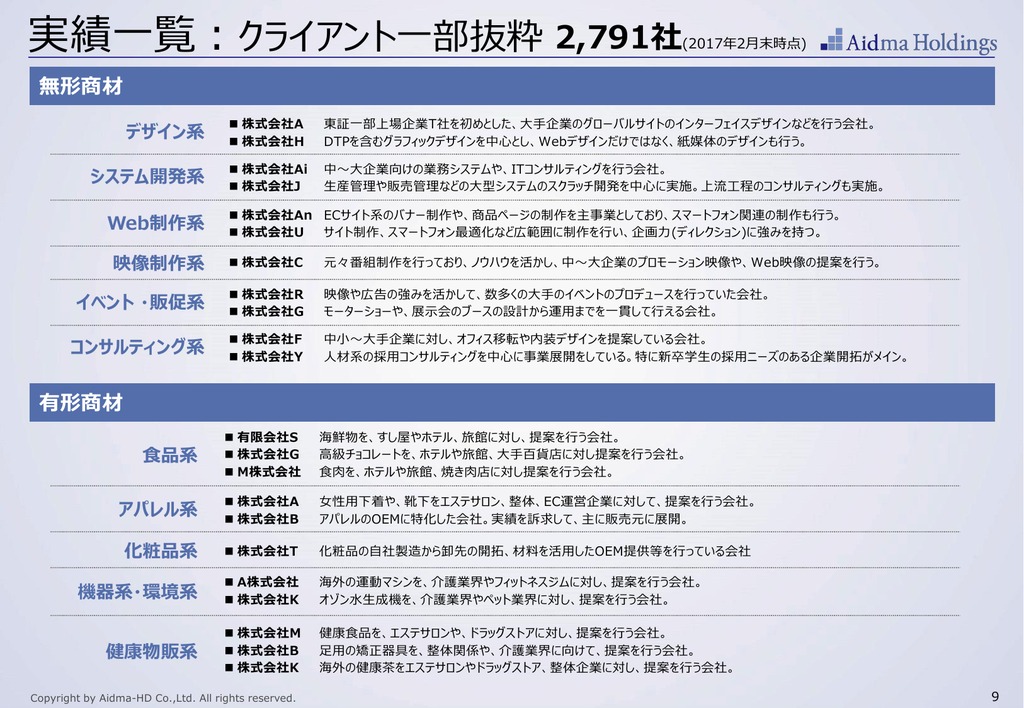 実績一覧：クライアント一部抜粋 2,791社(2017年2月末時点)
Aidma Holdings
無形商材
デザイン系
■ 株式会社A 東証一部上場企業T社を初めとした、大手企業のグローバルサイトのインターフェイスデザインなどを行う会社。
■ 株式会社H DTPを含むグラフィックデザインを中心とし、Webデザインだけではなく、紙媒体のデザインも行う。
システム開発系
■ 株式会社Ai 中～大企業向けの業務システムや、ITコンサルティングを行う会社。
■ 株式会社J 生産管理や販売管理などの大型システムのスクラッチ開発を中心に実施。上流工程のコンサルティングも実施。
Web制作系
■ 株式会社An ECサイト系のバナー制作や、商品ページの制作を主事業としており、スマートフォン関連の制作も行う。
■ 株式会社U サイト制作、スマートフォン最適化など広範囲に制作を行い、企画力(ディレクション)に強みを持つ。
映像制作系
■ 株式会社C 元々番組制作を行っており、ノウハウを活かし、中～大企業のプロモーション映像や、Web映像の提案を行う。
イベント・販促系
■ 株式会社R 映像や広告の強みを活かして、数多くの大手のイベントのプロデュースを行っていた会社。
■ 株式会社G モーターショーや、展示会のブースの設計から運用までを一貫して行える会社。
コンサルティング系
■ 株式会社F 中小～大手企業に対し、オフィス移転や内装デザインを提案している会社。
■ 株式会社Y 人材系の採用コンサルティングを中心に事業展開をしている。特に新卒学生の採用ニーズのある企業開拓がメイン。
有形商材
食品系
■ 有限会社S 海鮮物を、すし屋やホテル、旅館に対し、提案を行う会社。
■ 株式会社G 高級チョコレートを、ホテルや旅館、大手百貨店に対し提案を行う会社。
■ M株式会社 食肉を、ホテルや旅館、焼き肉店に対し提案を行う会社。
アパレル系
■ 株式会社A 女性用下着や、靴下をエステサロン、整体、EC運営企業に対して、提案を行う会社。
■ 株式会社B アパレルのOEMに特化した会社。実績を訴求して、主に販売元に展開。
化粧品系
■ 株式会社T 化粧品の自社製造から卸先の開拓、材料を活用したOEM提供等を行っている会社
機器系・環境系
■ A株式会社 海外の運動マシンを、介護業界やフィットネスジムに対し、提案を行う会社。
■ 株式会社K オゾン水生成機を、介護業界やペット業界に対し、提案を行う会社。
健康物販系
■ 株式会社M 健康食品を、エステサロンや、ドラッグストアに対し、提案を行う会社。
■ 株式会社B 足用の矯正器具を、整体関係や、介護業界に向けて、提案を行う会社。
■ 株式会社K 海外の健康茶をエステサロンやドラッグストア、整体企業に対し、提案を行う会社。
Copyright by Aidma-HD Co.,Ltd. All rights reserved.
9